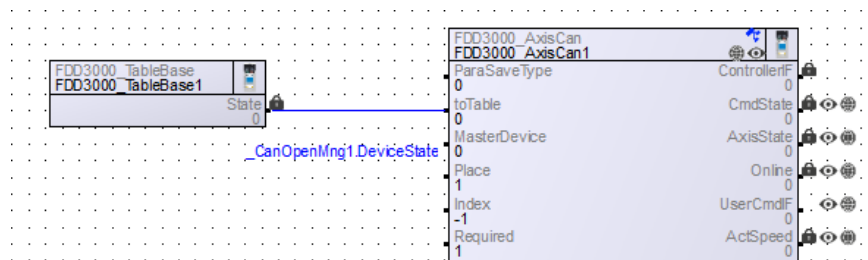 FDD3000_TableBase
FDD3000_TableBase1
State
0
_CanOpenMng1.DeviceState
FDD3000_AxisCan
FDD3000_AxisCan1
ParaSaveType
0
ControllerIF
0
toTable
0
CmdState
0
MasterDevice
0
AxisState
0
Place
1
Online
0
Index
-1
UserCmdIF
0
Required
1
ActSpeed
0